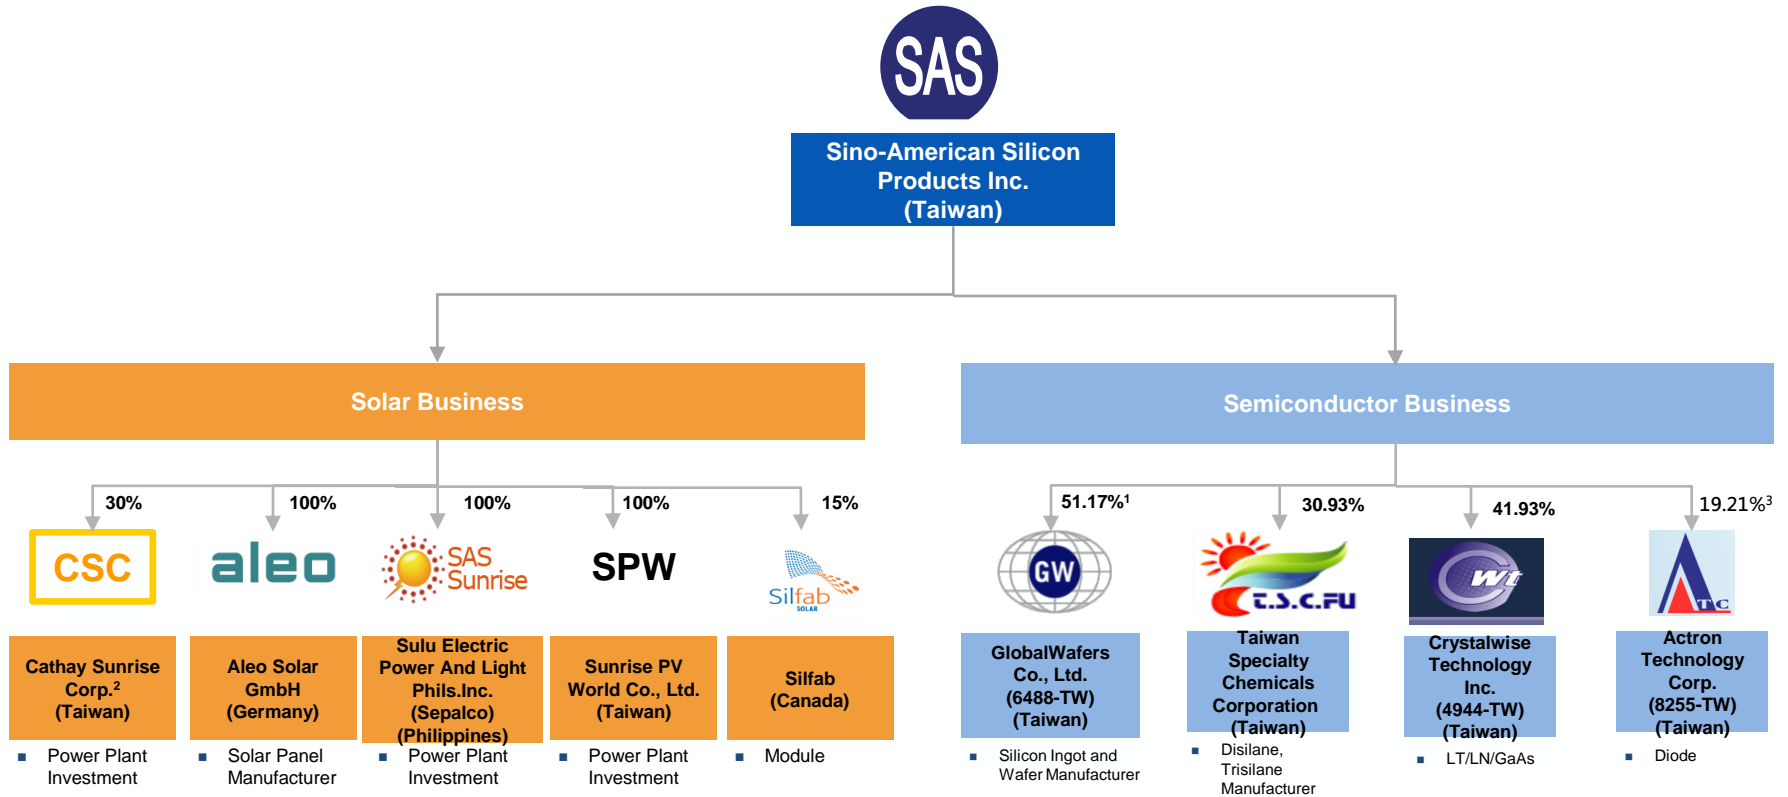 SAS
Sino-American Silicon
Products Inc.
(Taiwan)
Solar Business
Semiconductor Business
30%
100%
100%
100%
15%
51.17%¹
30.93%
41.93%
19.21%³
CSC
aleo
SAS
Sunrise
SPW
Silfab
SOLAR
GW
T.S.C.FU
CWT
ATC
Cathay Sunrise
Corp.²
(Taiwan)
▪ Power Plant
Investment
Aleo Solar
GmbH
(Germany)
▪ Solar Panel
Manufacturer
Sulu Electric
Power And Light
Phils.Inc.
(Sepalco)
(Philippines)
▪ Power Plant
Investment
Sunrise PV
World Co., Ltd.
(Taiwan)
▪ Power Plant
Investment
Silfab
(Canada)
▪ Module
GlobalWafers
Co., Ltd.
(6488-TW)
(Taiwan)
▪ Silicon Ingot and
Wafer Manufacturer
Taiwan
Specialty
Chemicals
Corporation
(Taiwan)
▪ Disilane,
Trisilane
Manufacturer
Crystalwise
Technology
Inc.
(4944-TW)
(Taiwan)
▪ LT/LN/GaAs
Actron
Technology
Corp.
(8255-TW)
(Taiwan)
▪ Diode